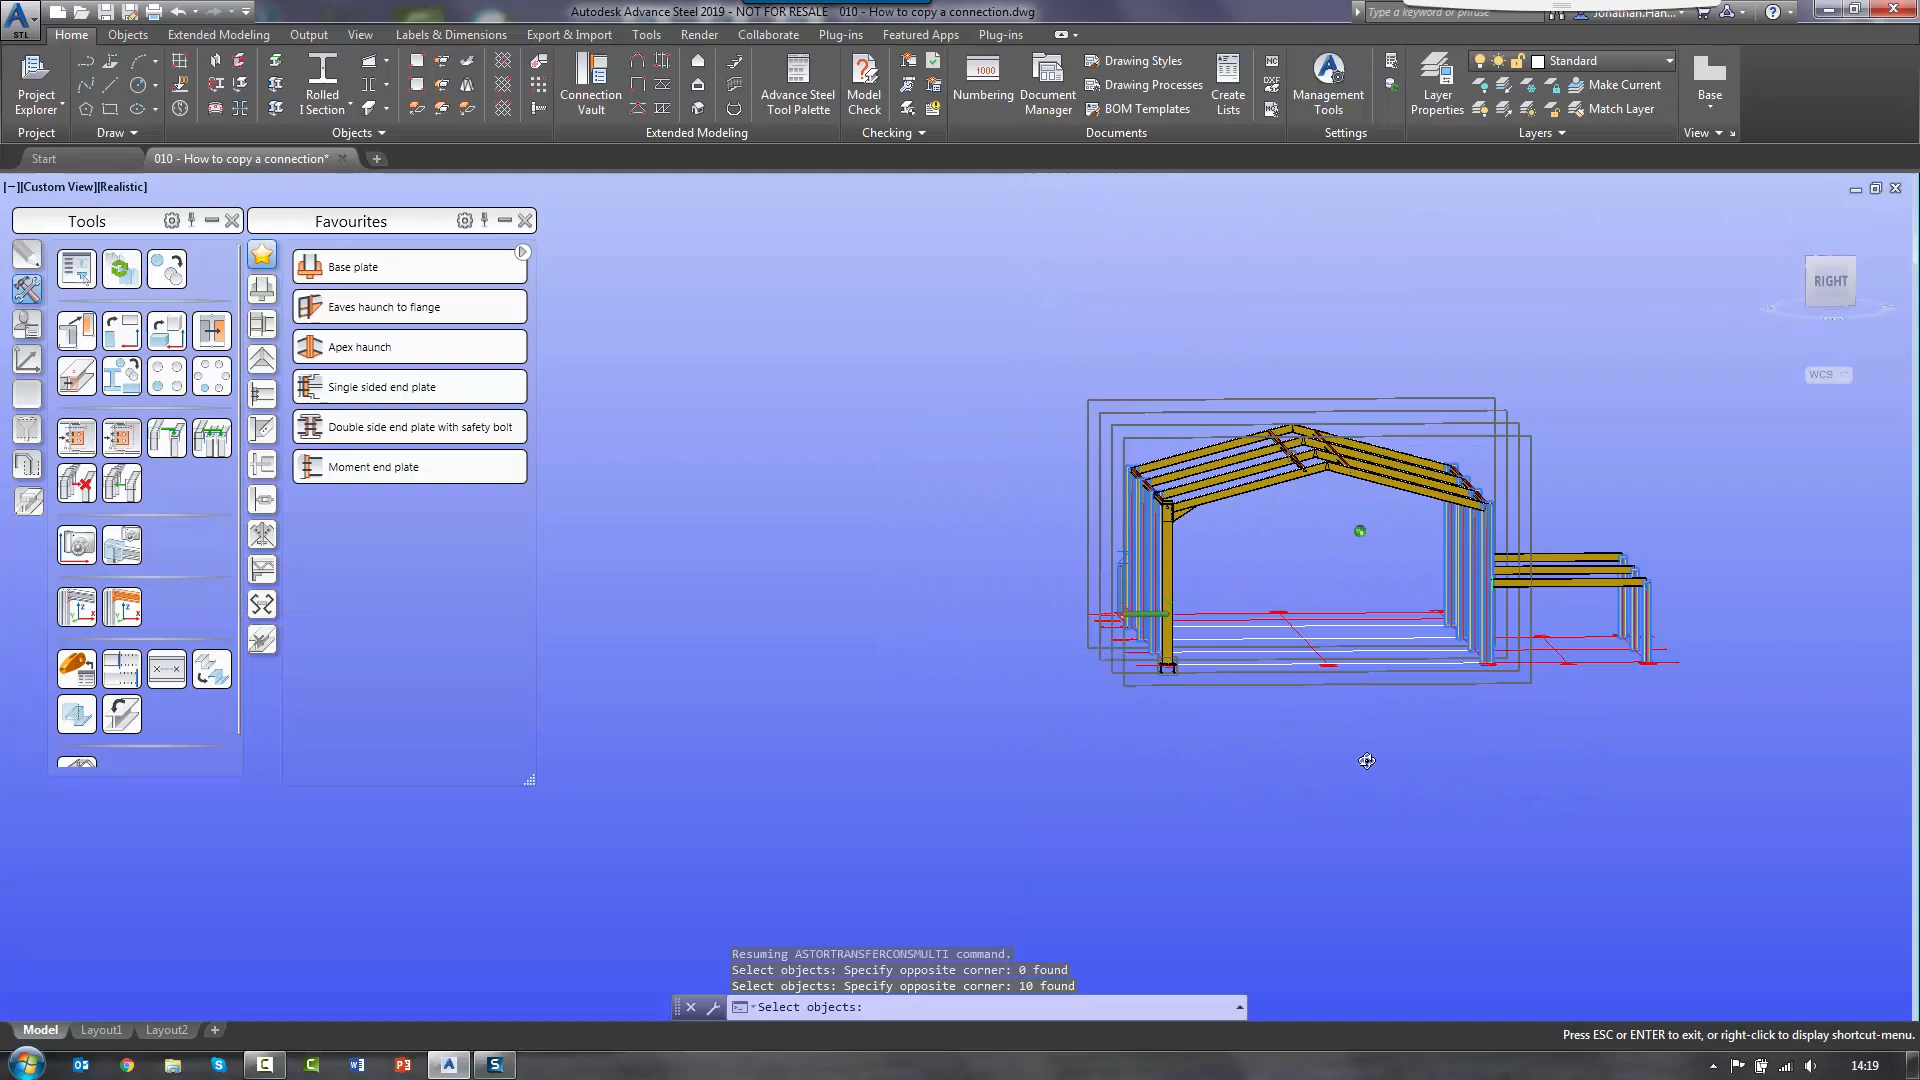 Autodesk Advance Steel 2019 - NOT FOR RESALE 010 - How to copy a connection.dwg
Type a keyword or phrase
Jonathan.Han...
STL
Home Objects Extended Modeling Output View Labels & Dimensions Export & Import Tools Render Collaborate Plug-ins Featured Apps Plug-ins
Project Explorer
Rolled I Section
Connection Vault
Advance Steel Tool Palette
Model Check
1000
Numbering
Document Manager
Drawing Styles
Drawing Processes
BOM Templates
Create Lists
NC
DXF
Management Tools
Layer Properties
Standard
Make Current
Match Layer
Base
Project Draw Objects Extended Modeling Checking Documents Settings Layers View
Start 010 - How to copy a connection*
[−][Custom View][Realistic]
Tools
Favourites
Base plate
Eaves haunch to flange
Apex haunch
Single sided end plate
Double side end plate with safety bolt
Moment end plate
RIGHT
WCS
Resuming ASTORTRANSFERCONSMULTI command.
Select objects: Specify opposite corner: 0 found
Select objects: Specify opposite corner: 10 found
Select objects:
Model Layout1 Layout2
Press ESC or ENTER to exit, or right-click to display shortcut-menu.
14:19